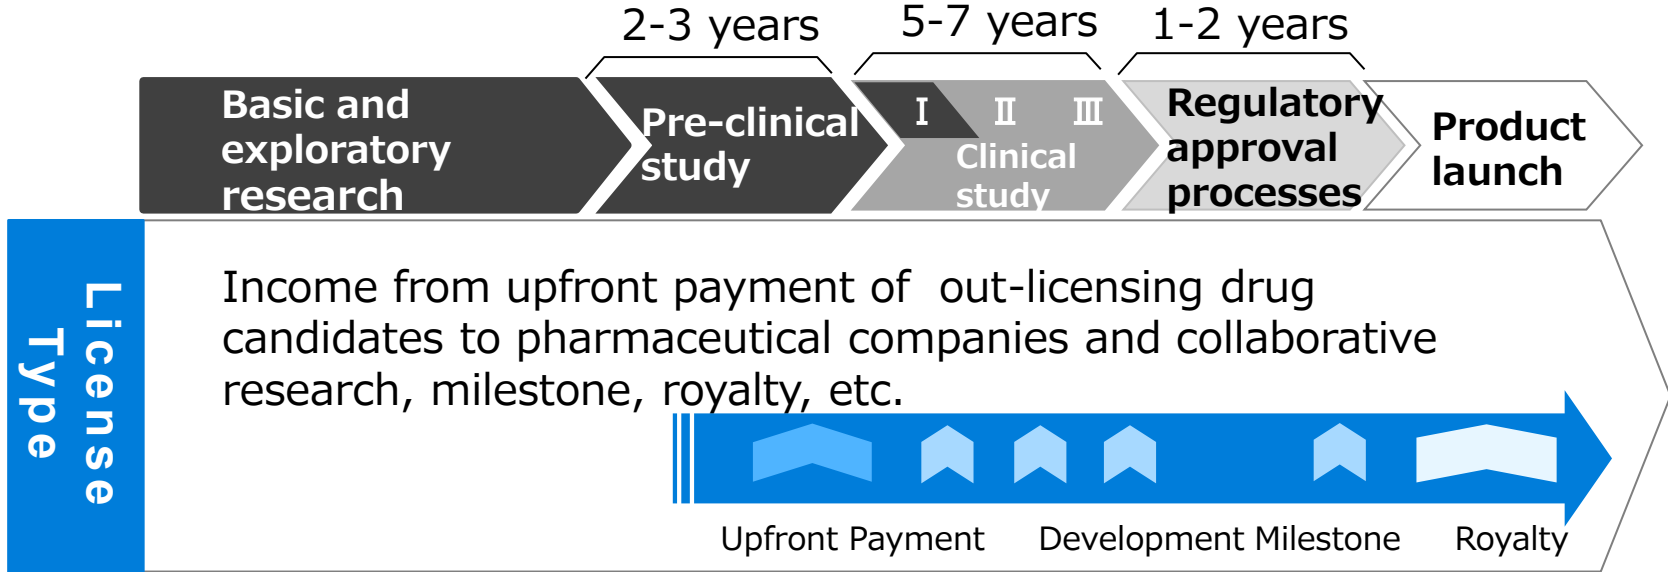 2-3 years
5-7 years
1-2 years
Basic and
exploratory
research
Pre-clinical
study
Ⅰ Ⅱ Ⅲ
Clinical
study
Regulatory
approval
processes
Product
launch
License
Type
Income from upfront payment of  out-licensing drug
candidates to pharmaceutical companies and collaborative
research, milestone, royalty, etc.
Upfront Payment
Development Milestone
Royalty